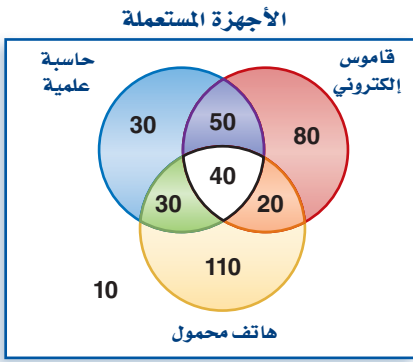 الأجهزة المستعملة
حاسبة
علمية
قاموس
إلكتروني
30
50
80
40
30
20
110
10
هاتف محمول